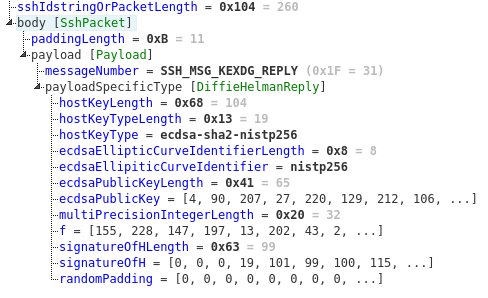 sshIdstringOrPacketLength = 0x104 = 260
body [SshPacket]
paddingLength = 0xB = 11
payload [Payload]
messageNumber = SSH_MSG_KEXDG_REPLY (0x1F = 31)
payloadSpecificType [DiffieHelmanReply]
hostKeyLength = 0x68 = 104
hostKeyTypeLength = 0x13 = 19
hostKeyType = ecdsa-sha2-nistp256
ecdsaEllipticCurveIdentifierLength = 0x8 = 8
ecdsaEllipiticCurveIdentifier = nistp256
ecdsaPublicKeyLength = 0x41 = 65
ecdsaPublicKey = [4, 90, 207, 27, 220, 129, 212, 106, ...]
multiPrecisionIntegerLength = 0x20 = 32
f = [155, 228, 147, 197, 13, 202, 43, 2, ...]
signatureOfHLength = 0x63 = 99
signatureOfH = [0, 0, 0, 19, 101, 99, 100, 115, ...]
randomPadding = [0, 0, 0, 0, 0, 0, 0, 0, ...]